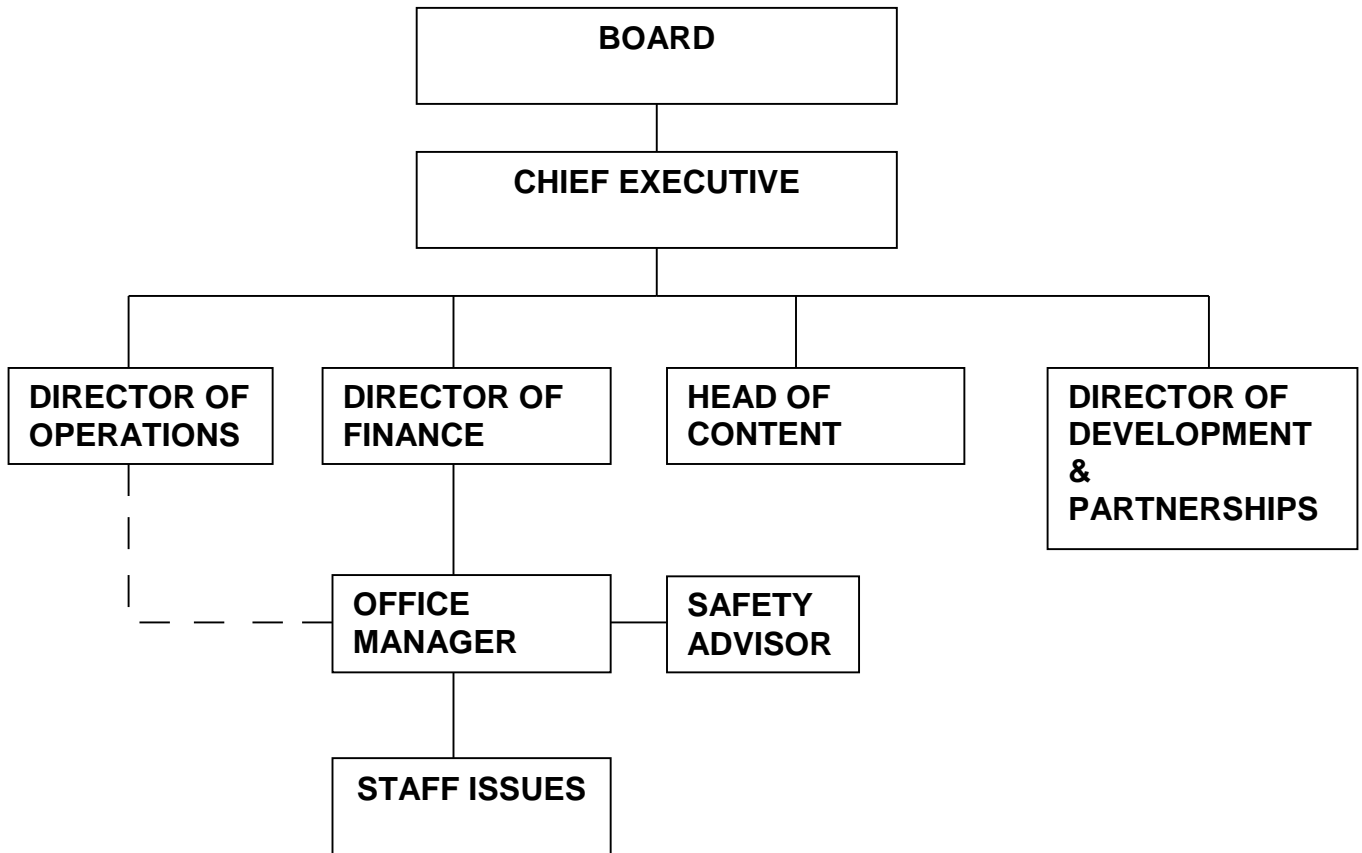 BOARD
CHIEF EXECUTIVE
DIRECTOR OF
OPERATIONS
DIRECTOR OF
FINANCE
HEAD OF
CONTENT
DIRECTOR OF
DEVELOPMENT
&
PARTNERSHIPS
OFFICE
MANAGER
SAFETY
ADVISOR
STAFF ISSUES